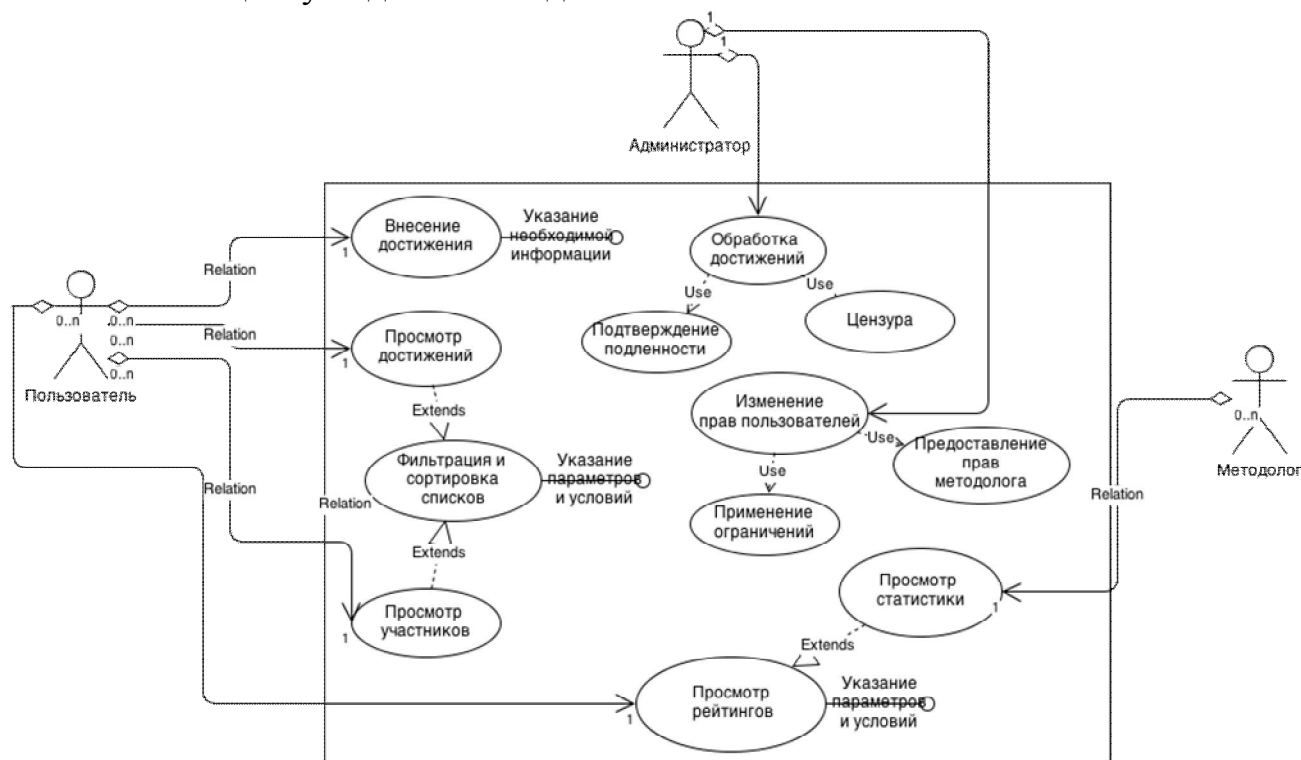 1
1
Администратор
Внесение
достижения
1
Указание
необходимой
информации
Обработка
достижений
Relation
Use
Use
Подтверждение
подленности
Цензура
0..n
0..n
0..n
0..n
Пользователь
Relation
Просмотр
достижений
1
Extends
Изменение
прав пользователей
Use
Use
Предоставление
прав
методолога
0..n
Методолог
Фильтрация и
сортировка
списков
Указание
параметров
и условий
Relation
Relation
Relation
Применение
ограничений
Extends
Просмотр
статистики
1
Просмотр
участников
1
Extends
Просмотр
рейтингов
1
Указание
параметров
и условий